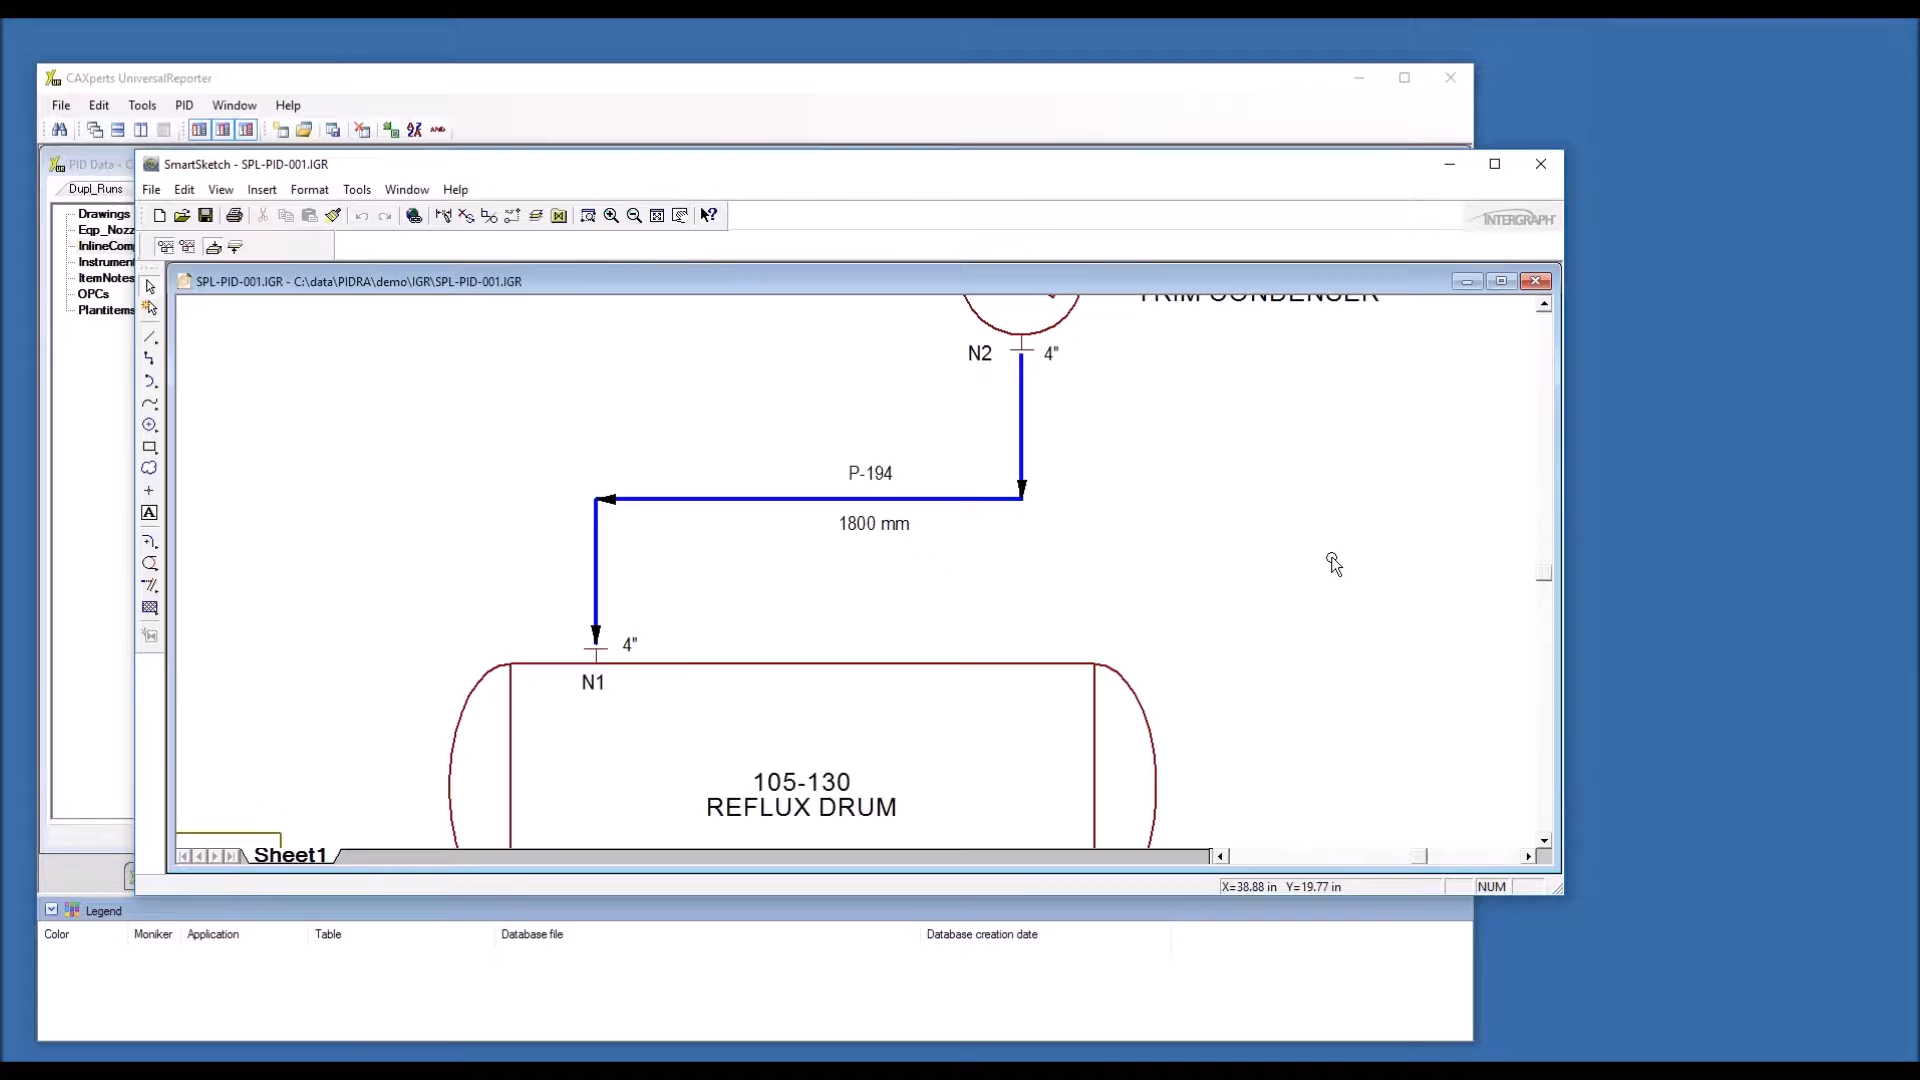 CAXperts UniversalReporter
File Edit Tools PID Window Help
PID Data - C
Dupl_Runs
Drawings
Eqp_Nozz
InlineComp
Instrument
ItemNotes
OPCs
Plantitems
SmartSketch - SPL-PID-001.IGR
File Edit View Insert Format Tools Window Help
INTERGRAPH
SPL-PID-001.IGR - C:\data\PIDRA\demo\IGR\SPL-PID-001.IGR
TRIM CONDENSER
N2 4"
P-194
1800 mm
4"
N1
105-130
REFLUX DRUM
Sheet1
X=38.88 in Y=19.77 in NUM
Legend
Color Moniker Application Table Database file Database creation date